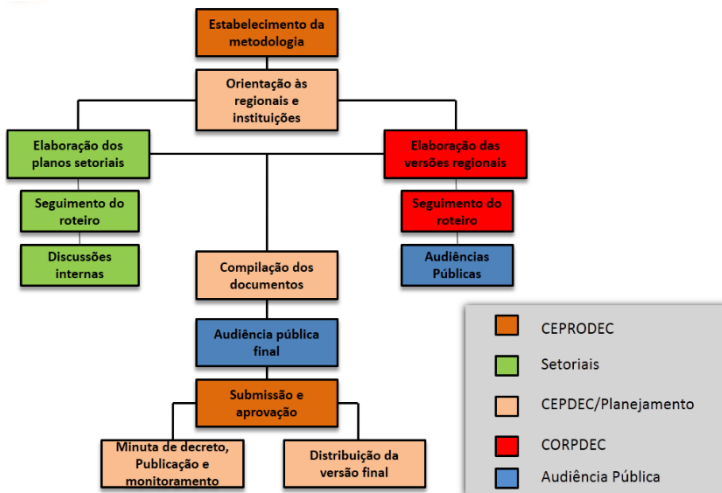 Estabelecimento da
metodologia
Orientação às
regionais e
instituições
Elaboração dos
planos setoriais
Elaboração das
versões regionais
Seguimento do
roteiro
Seguimento do
roteiro
Discussões
internas
Audiências
Públicas
Compilação dos
documentos
Audiência pública
final
Submissão e
aprovação
Minuta de decreto,
Publicação e
monitoramento
Distribuição da
versão final
CEPRODEC
Setoriais
CEPDEC/Planejamento
CORPDEC
Audiência Pública